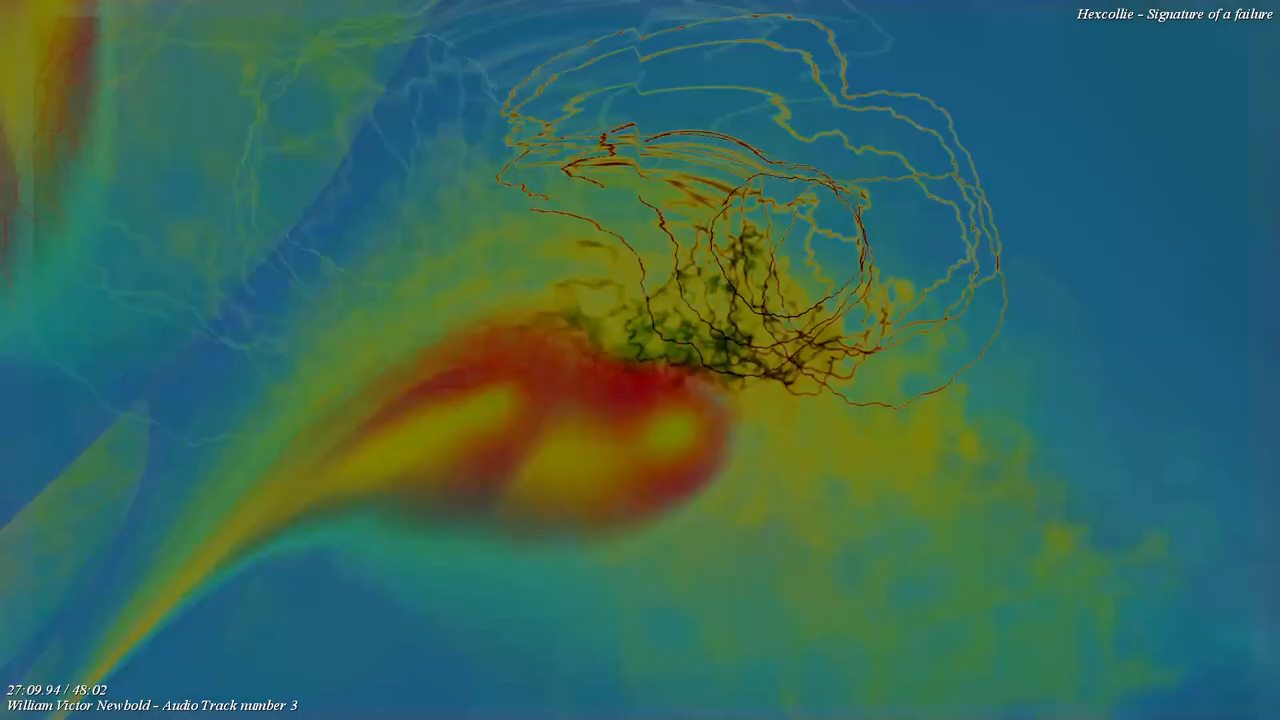 Hexcollie - Signature of a failure
27:09.94 / 48:02
William Victor Newbold - Audio Track number 3